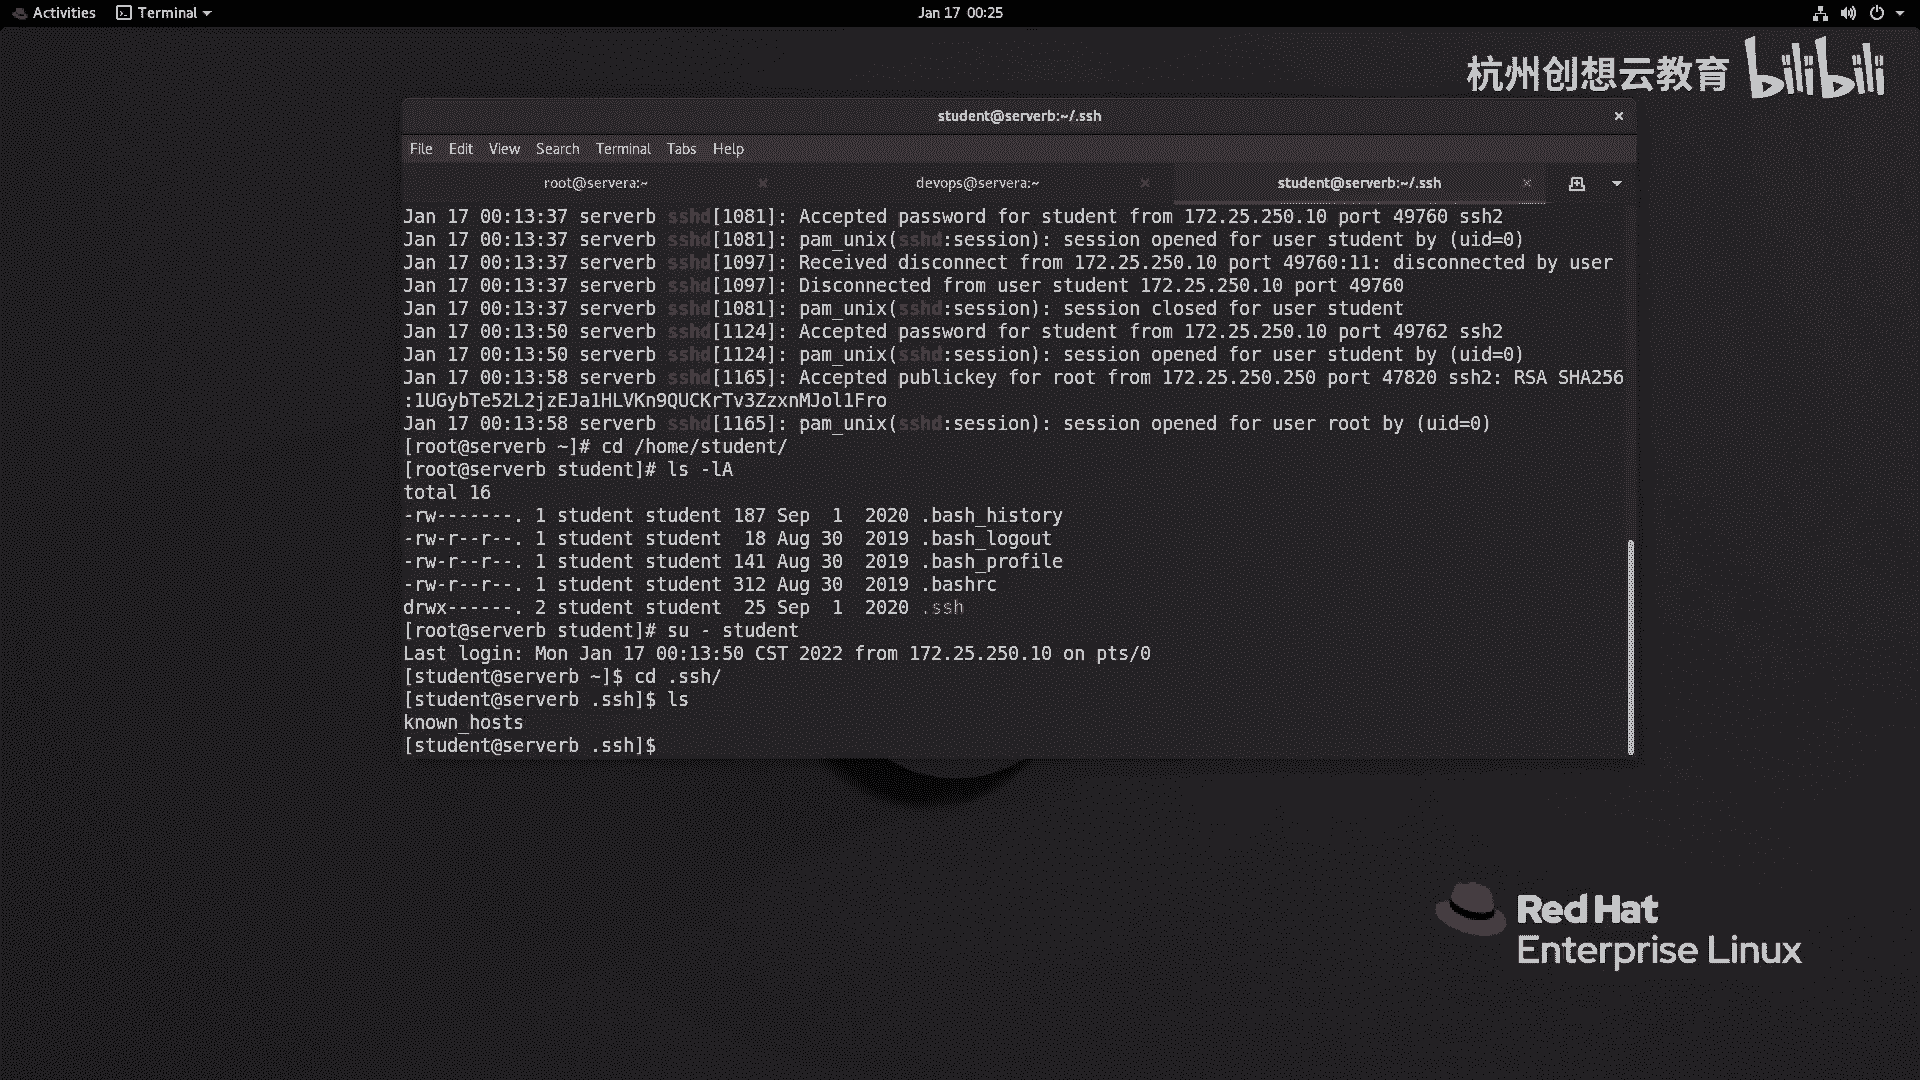 Activities Terminal Jan 17 00:25
杭州创想云教育 bilibili
student@serverb:~/.ssh
File Edit View Search Terminal Tabs Help
root@servera:~ devops@servera:~ student@serverb:~/.ssh
Jan 17 00:13:37 serverb sshd[1081]: Accepted password for student from 172.25.250.10 port 49760 ssh2
Jan 17 00:13:37 serverb sshd[1081]: pam_unix(sshd:session): session opened for user student by (uid=0)
Jan 17 00:13:37 serverb sshd[1097]: Received disconnect from 172.25.250.10 port 49760:11: disconnected by user
Jan 17 00:13:37 serverb sshd[1097]: Disconnected from user student 172.25.250.10 port 49760
Jan 17 00:13:37 serverb sshd[1081]: pam_unix(sshd:session): session closed for user student
Jan 17 00:13:50 serverb sshd[1124]: Accepted password for student from 172.25.250.10 port 49762 ssh2
Jan 17 00:13:50 serverb sshd[1124]: pam_unix(sshd:session): session opened for user student by (uid=0)
Jan 17 00:13:58 serverb sshd[1165]: Accepted publickey for root from 172.25.250.250 port 47820 ssh2: RSA SHA256
:1UGybTe52L2jzEJa1HLVKn9QUCKrTv3ZzxnMJol1Fro
Jan 17 00:13:58 serverb sshd[1165]: pam_unix(sshd:session): session opened for user root by (uid=0)
[root@serverb ~]# cd /home/student/
[root@serverb student]# ls -lA
total 16
-rw-------. 1 student student 187 Sep  1  2020 .bash_history
-rw-r--r--. 1 student student  18 Aug 30  2019 .bash_logout
-rw-r--r--. 1 student student 141 Aug 30  2019 .bash_profile
-rw-r--r--. 1 student student 312 Aug 30  2019 .bashrc
drwx------. 2 student student  25 Sep  1  2020 .ssh
[root@serverb student]# su - student
Last login: Mon Jan 17 00:13:50 CST 2022 from 172.25.250.10 on pts/0
[student@serverb ~]$ cd .ssh/
[student@serverb .ssh]$ ls
known_hosts
[student@serverb .ssh]$
Red Hat
Enterprise Linux